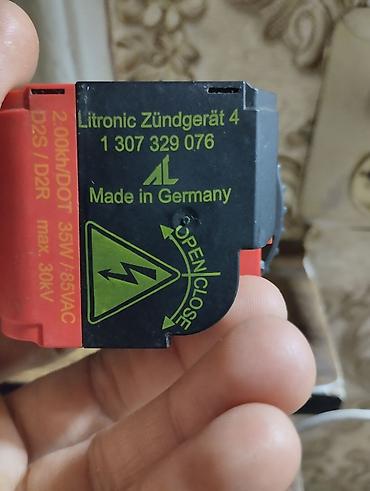 Litronic Zündgerät 4
1 307 329 076
AL
Made in Germany
OPEN CLOSE
2.00kh/DOT 35W / 85VAC
D2S / D2R max. 30kV